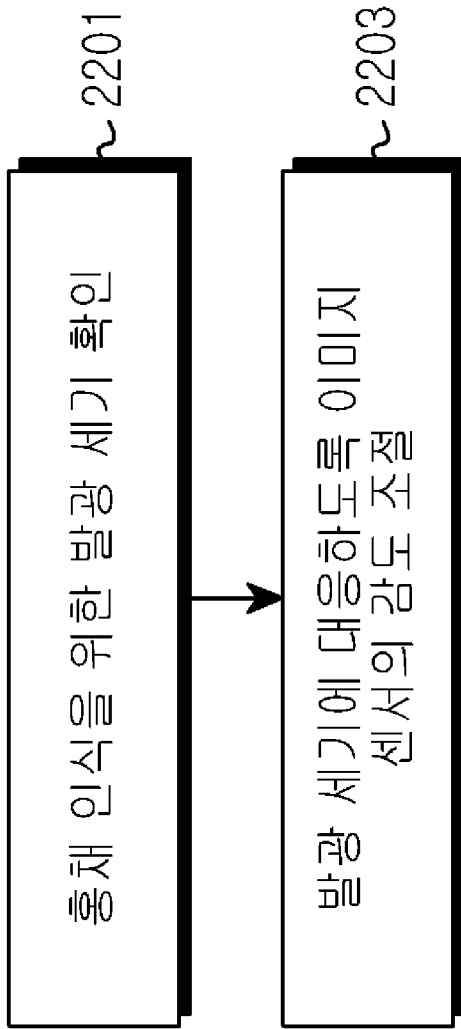 홍채 인식을 위한 발광 세기 확인
2201
발광 세기에 대응하도록 이미지
센서의 감도 조절
2203